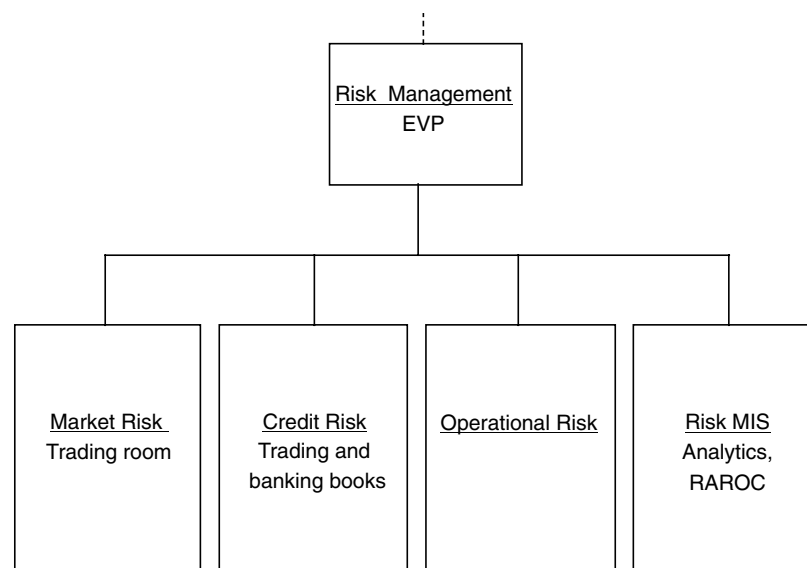 Risk Management
EVP
Market Risk
Trading room
Credit Risk
Trading and
banking books
Operational Risk
Risk MIS
Analytics,
RAROC